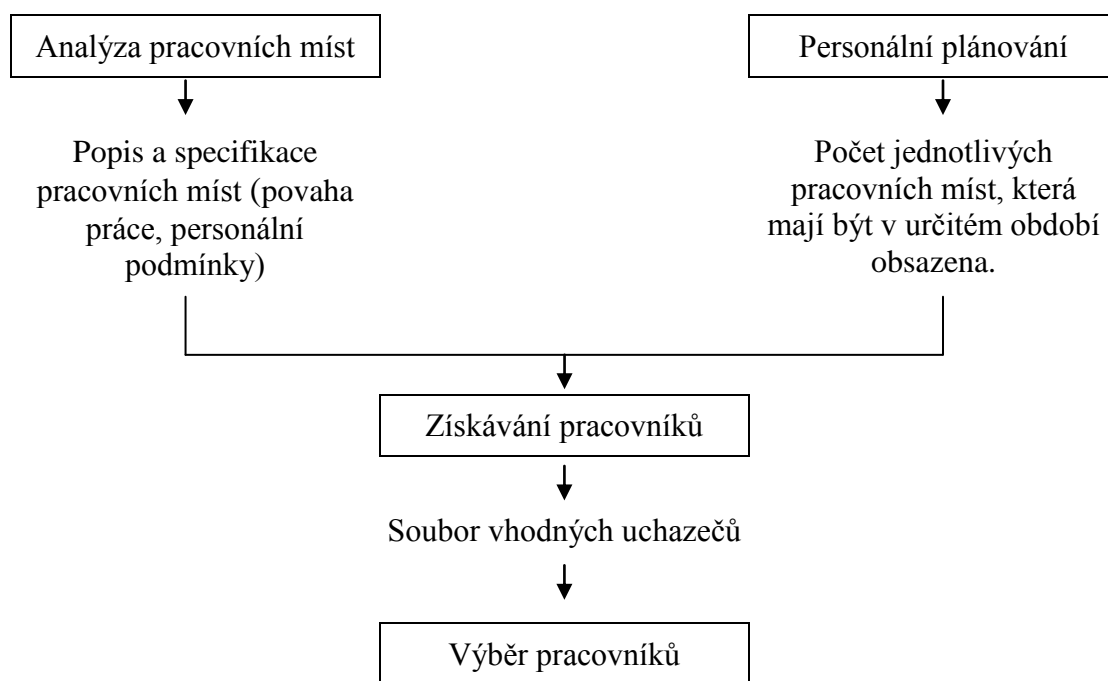 Analýza pracovních míst
Personální plánování
Popis a specifikace
pracovních míst (povaha
práce, personální
podmínky)
Počet jednotlivých
pracovních míst, která
mají být v určitém období
obsazena.
Získávání pracovníků
Soubor vhodných uchazečů
Výběr pracovníků